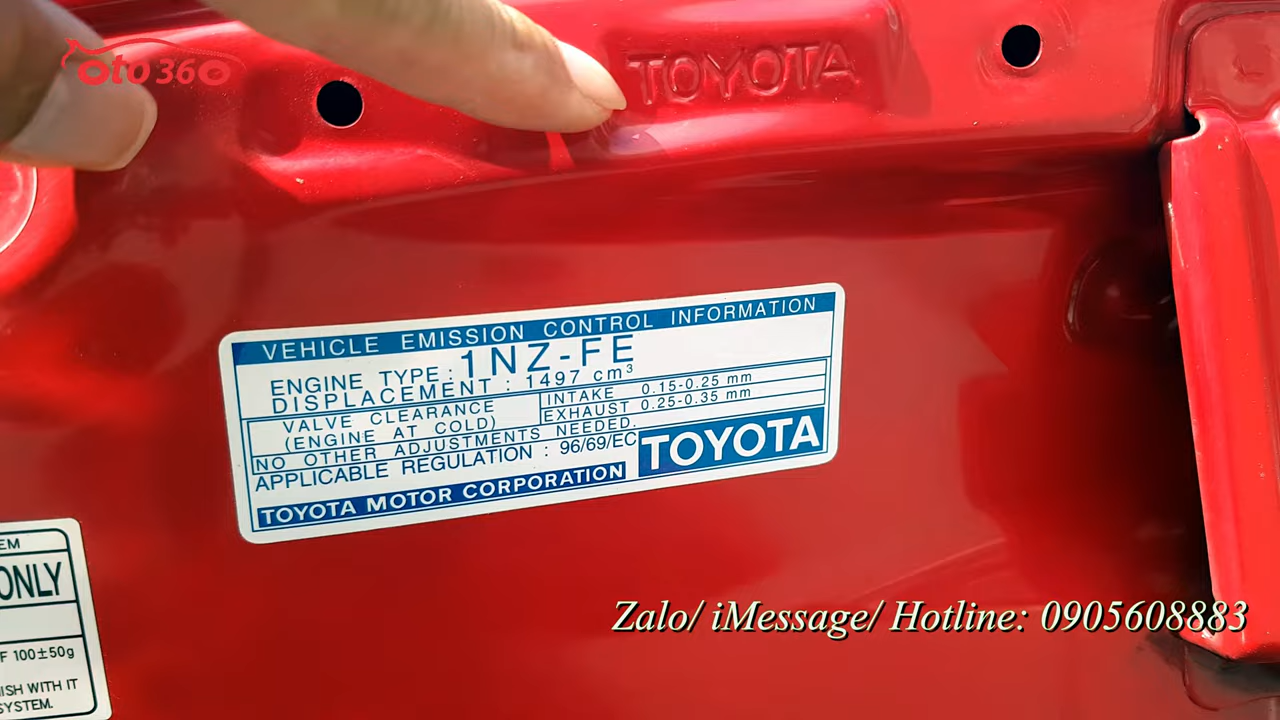 oto360
TOYOTA
VEHICLE EMISSION CONTROL INFORMATION
ENGINE TYPE : 1NZ-FE
DISPLACEMENT : 1497 cm³
VALVE CLEARANCE
(ENGINE AT COLD)
INTAKE 0.15-0.25 mm
EXHAUST 0.25-0.35 mm
NO OTHER ADJUSTMENTS NEEDED.
APPLICABLE REGULATION : 96/69/EC
TOYOTA MOTOR CORPORATION
TOYOTA
EM
ONLY
F 100±50g
ISH WITH IT
SYSTEM.
Zalo/ iMessage/ Hotline: 0905608883